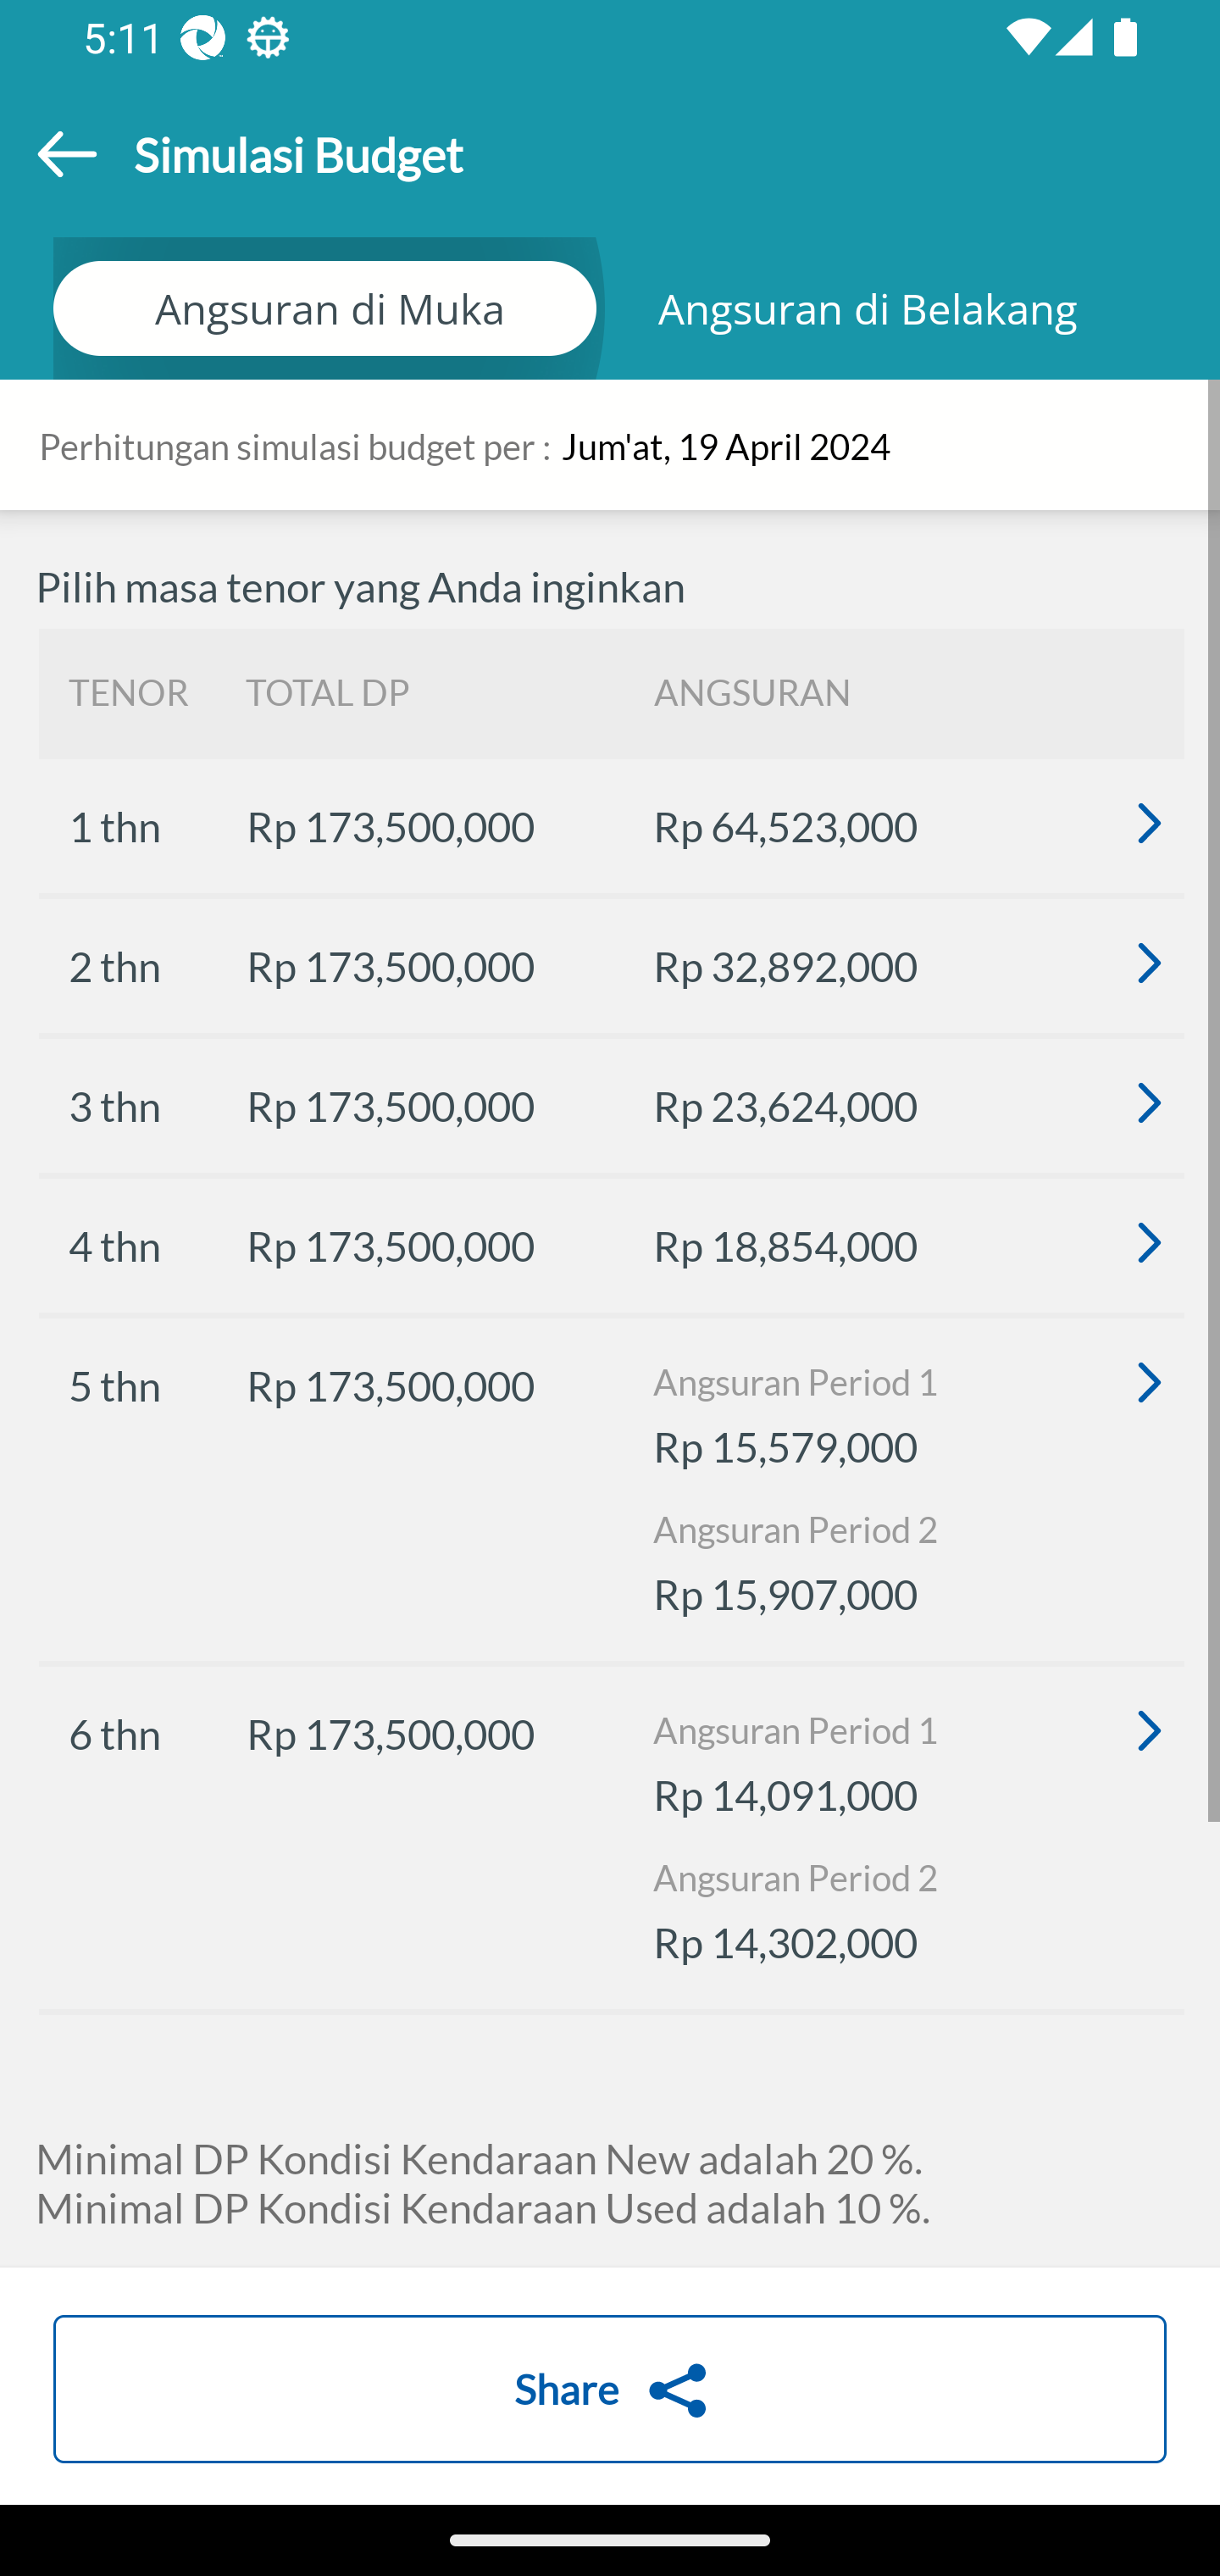 5:11
Simulasi Budget
Angsuran di Muka Angsuran di Belakang
Perhitungan simulasi budget per : Jum'at, 19 April 2024
Pilih masa tenor yang Anda inginkan
TENOR TOTAL DP ANGSURAN
1 thn Rp 173,500,000 Rp 64,523,000
2 thn Rp 173,500,000 Rp 32,892,000
3 thn Rp 173,500,000 Rp 23,624,000
4 thn Rp 173,500,000 Rp 18,854,000
5 thn Rp 173,500,000 Angsuran Period 1
Rp 15,579,000
Angsuran Period 2
Rp 15,907,000
6 thn Rp 173,500,000 Angsuran Period 1
Rp 14,091,000
Angsuran Period 2
Rp 14,302,000
Minimal DP Kondisi Kendaraan New adalah 20 %.
Minimal DP Kondisi Kendaraan Used adalah 10 %.
Share